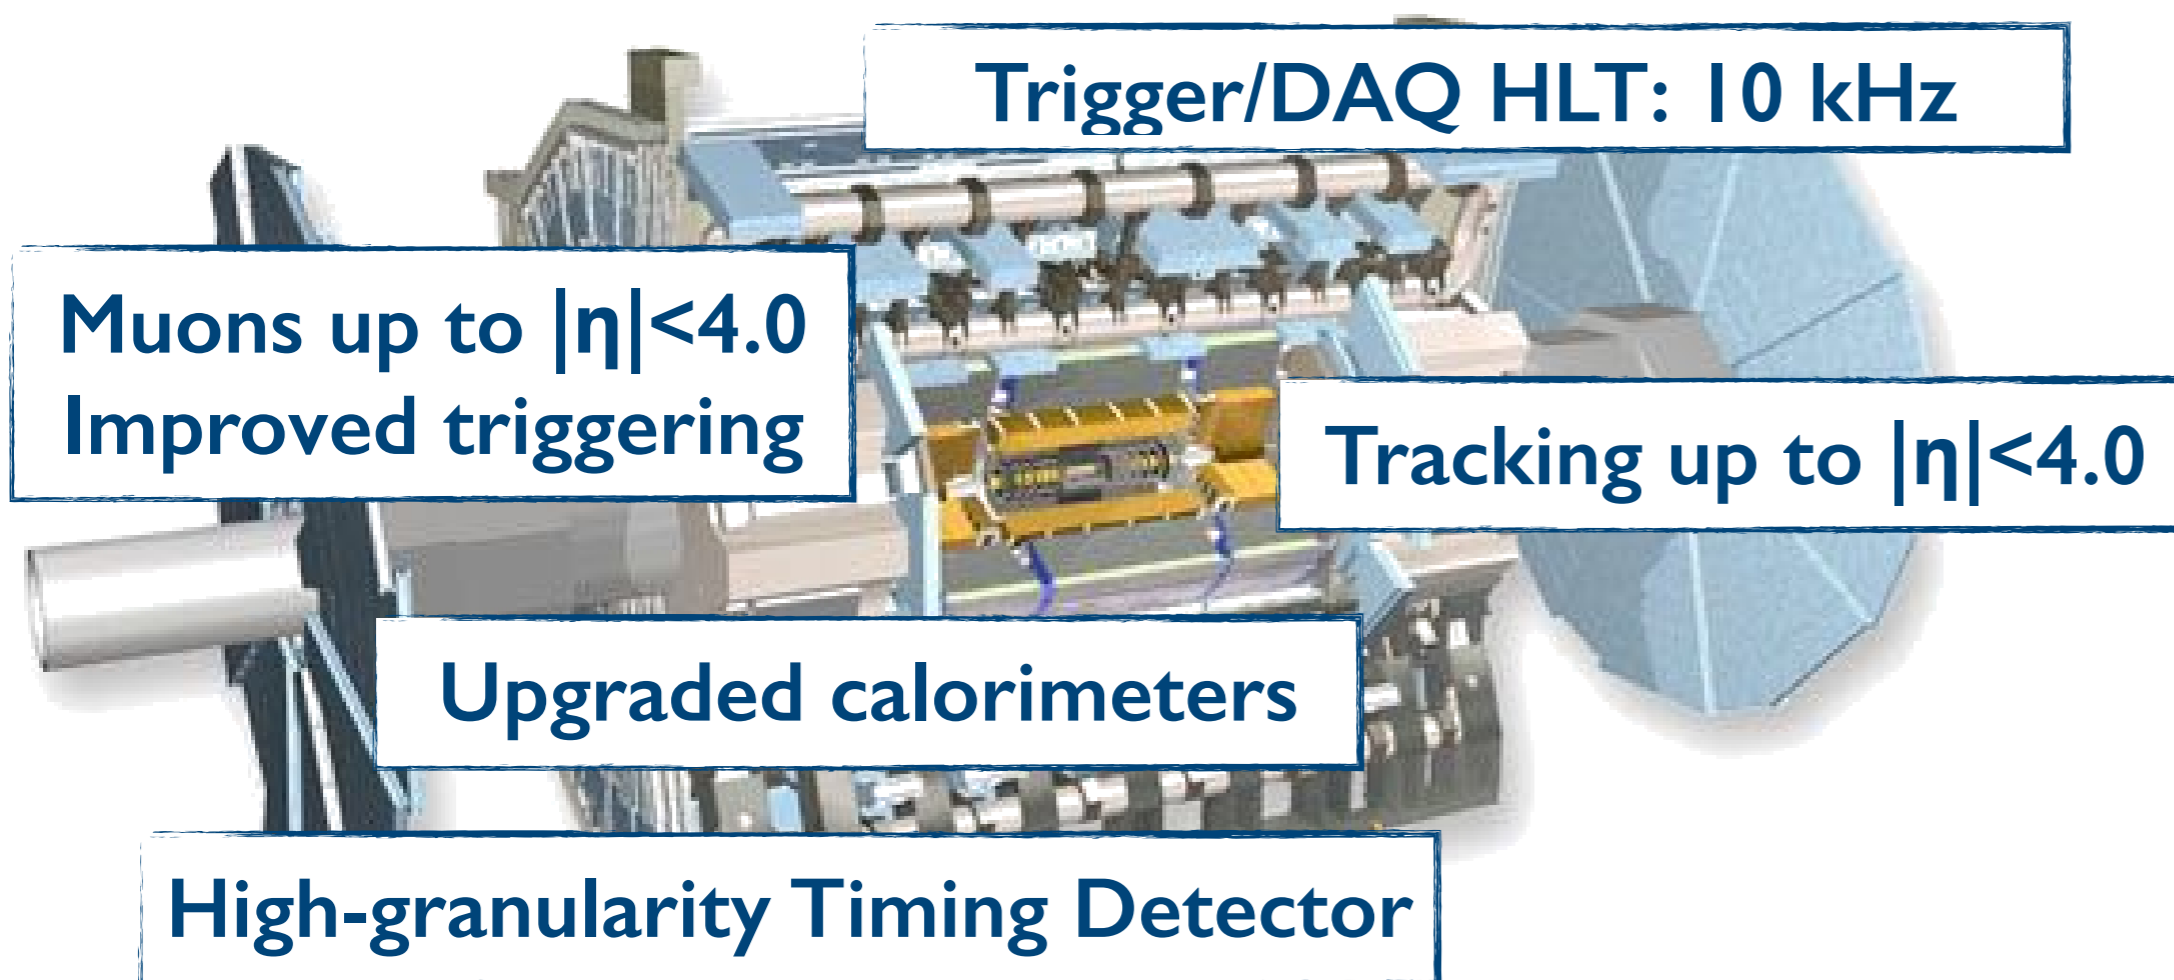 Trigger/DAQ HLT: 10 kHz
Muons up to |η|<4.0
Improved triggering
Tracking up to |η|<4.0
Upgraded calorimeters
High-granularity Timing Detector